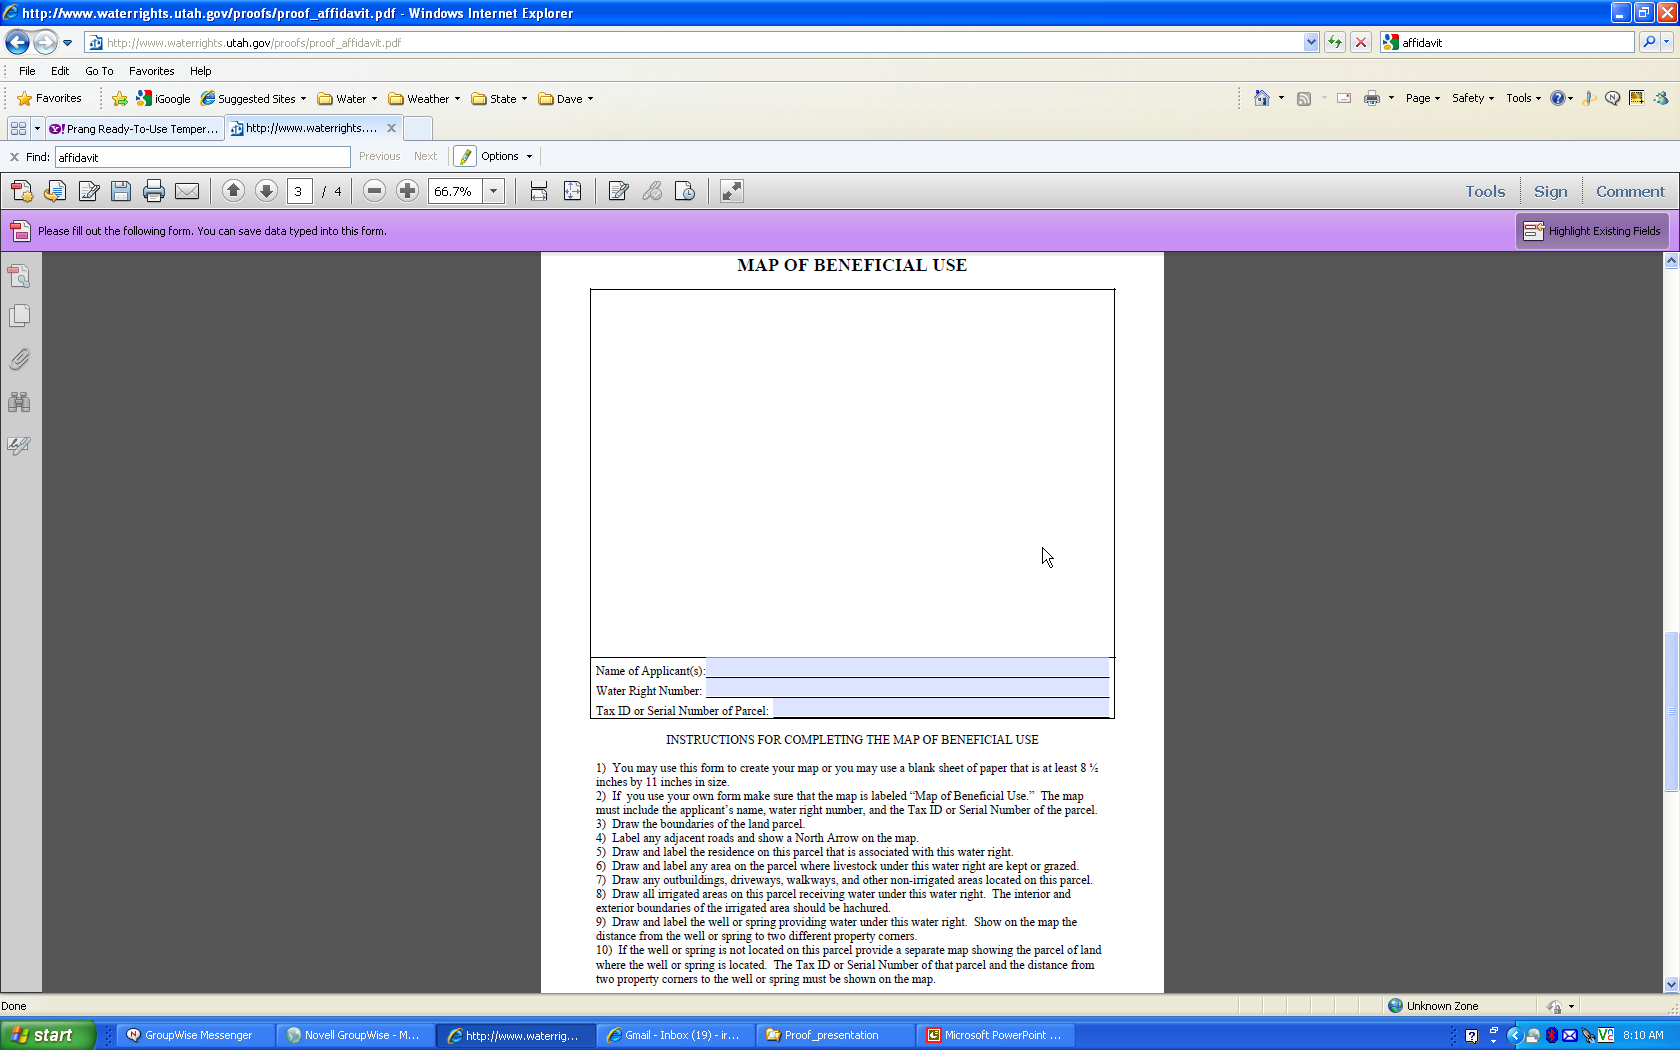 http://www.waterrights.utah.gov/proofs/proof_affidavit.pdf - Windows Internet Explorer
http://www.waterrights.utah.gov/proofs/proof_affidavit.pdf
affidavit
File Edit Go To Favorites Help
Favorites iGoogle Suggested Sites Water Weather State Dave Page Safety Tools
Prang Ready-To-Use Temper... http://www.waterrights....
Find: affidavit Previous Next Options
3 / 4 66.7% Tools Sign Comment
Please fill out the following form. You can save data typed into this form. Highlight Existing Fields
MAP OF BENEFICIAL USE
Name of Applicant(s):
Water Right Number:
Tax ID or Serial Number of Parcel:
INSTRUCTIONS FOR COMPLETING THE MAP OF BENEFICIAL USE
1) You may use this form to create your map or you may use a blank sheet of paper that is at least 8 ½
inches by 11 inches in size.
2) If you use your own form make sure that the map is labeled “Map of Beneficial Use.” The map
must include the applicant’s name, water right number, and the Tax ID or Serial Number of the parcel.
3) Draw the boundaries of the land parcel.
4) Label any adjacent roads and show a North Arrow on the map.
5) Draw and label the residence on this parcel that is associated with this water right.
6) Draw and label any area on the parcel where livestock under this water right are kept or grazed.
7) Draw any outbuildings, driveways, walkways, and other non-irrigated areas located on this parcel.
8) Draw all irrigated areas on this parcel receiving water under this water right. The interior and
exterior boundaries of the irrigated area should be hachured.
9) Draw and label the well or spring providing water under this water right. Show on the map the
distance from the well or spring to two different property corners.
10) If the well or spring is not located on this parcel provide a separate map showing the parcel of land
where the well or spring is located. The Tax ID or Serial Number of that parcel and the distance from
two property corners to the well or spring must be shown on the map.
Done Unknown Zone
start GroupWise Messenger Novell GroupWise - M... http://www.waterrig... Gmail - Inbox (19) - ir... Proof_presentation Microsoft PowerPoint ... 8:10 AM